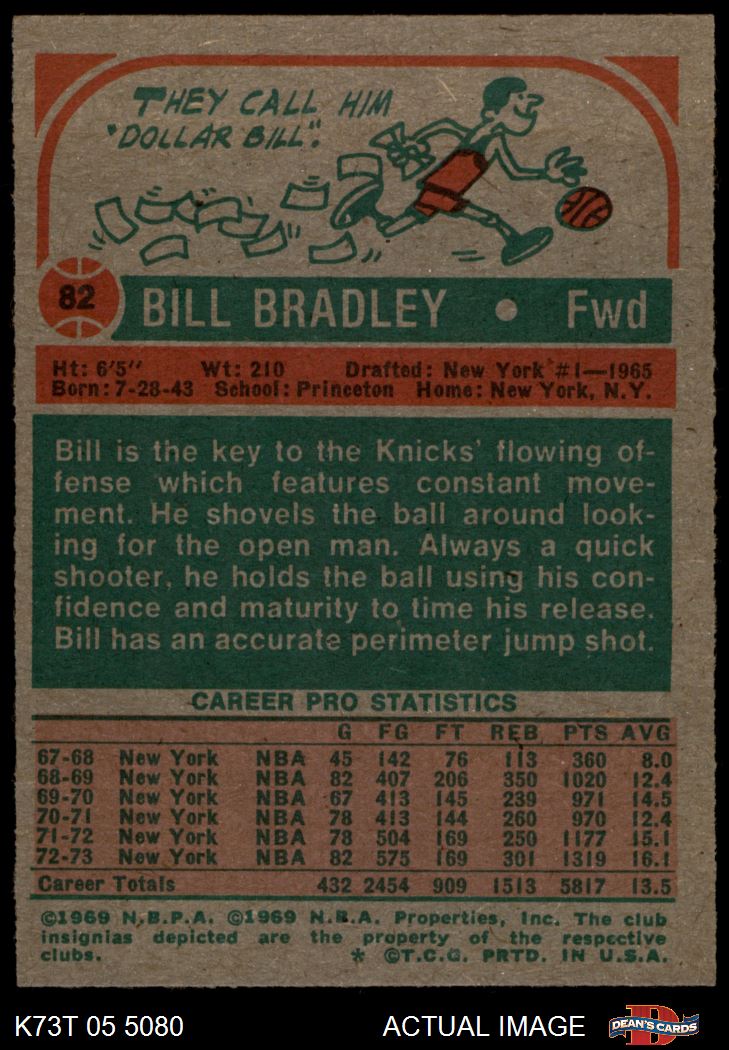 THEY CALL HIM
"DOLLAR BILL".
82 BILL BRADLEY • Fwd
Ht: 6'5" Wt: 210 Drafted: New York #1—1965
Born: 7-28-43 School: Princeton Home: New York, N.Y.
Bill is the key to the Knicks' flowing of-
fense which features constant move-
ment. He shovels the ball around look-
ing for the open man. Always a quick
shooter, he holds the ball using his con-
fidence and maturity to time his release.
Bill has an accurate perimeter jump shot.
CAREER PRO STATISTICS
G FG FT REB PTS AVG
67-68 New York NBA 45 142 76 113 360 8.0
68-69 New York NBA 82 407 206 350 1020 12.4
69-70 New York NBA 67 413 145 239 971 14.5
70-71 New York NBA 78 413 144 260 970 12.4
71-72 New York NBA 78 504 169 250 1177 15.1
72-73 New York NBA 82 575 169 301 1319 16.1
Career Totals 432 2454 909 1513 5817 13.5
©1969 N.B.P.A. ©1969 N.B.A. Properties, Inc. The club
insignias depicted are the property of the respective
clubs. * ©T.C.G. PRTD. IN U.S.A.
K73T 05 5080 ACTUAL IMAGE DEAN'S CARDS